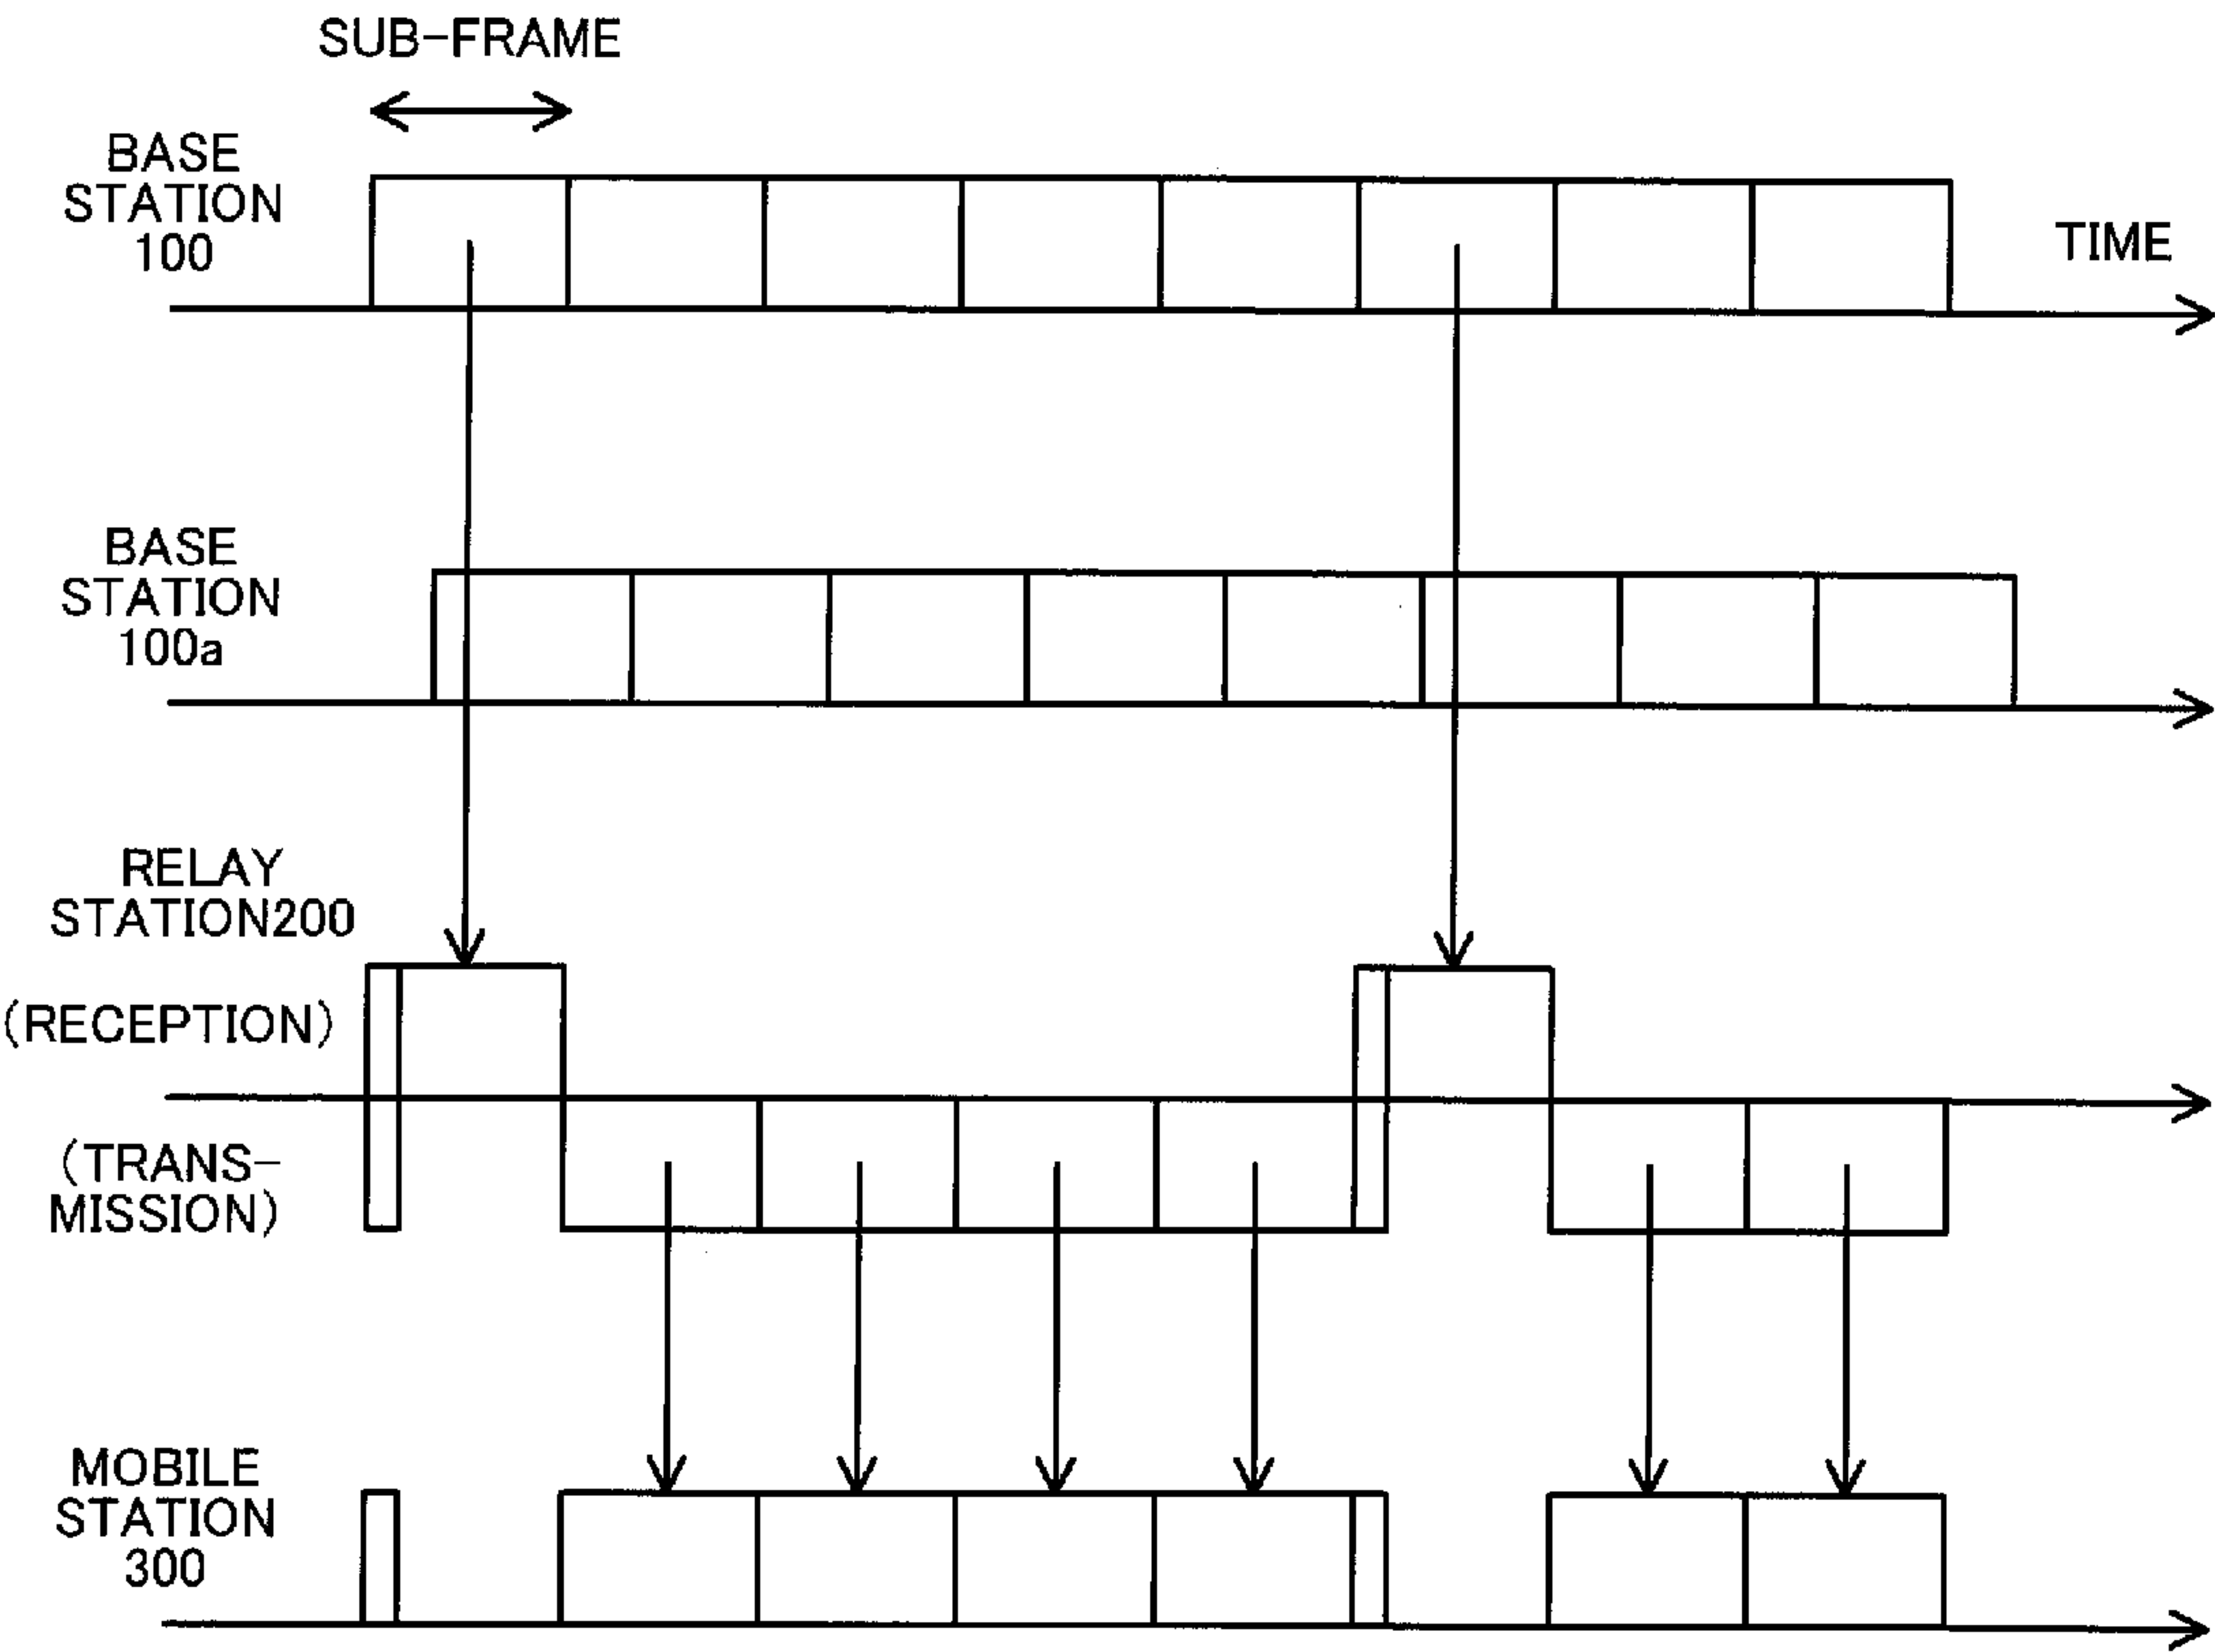 SUB-FRAME
BASE
STATION
100
TIME
BASE
STATION
100a
RELAY
STATION200
(RECEPTION)
(TRANS-
MISSION)
MOBILE
STATION
300